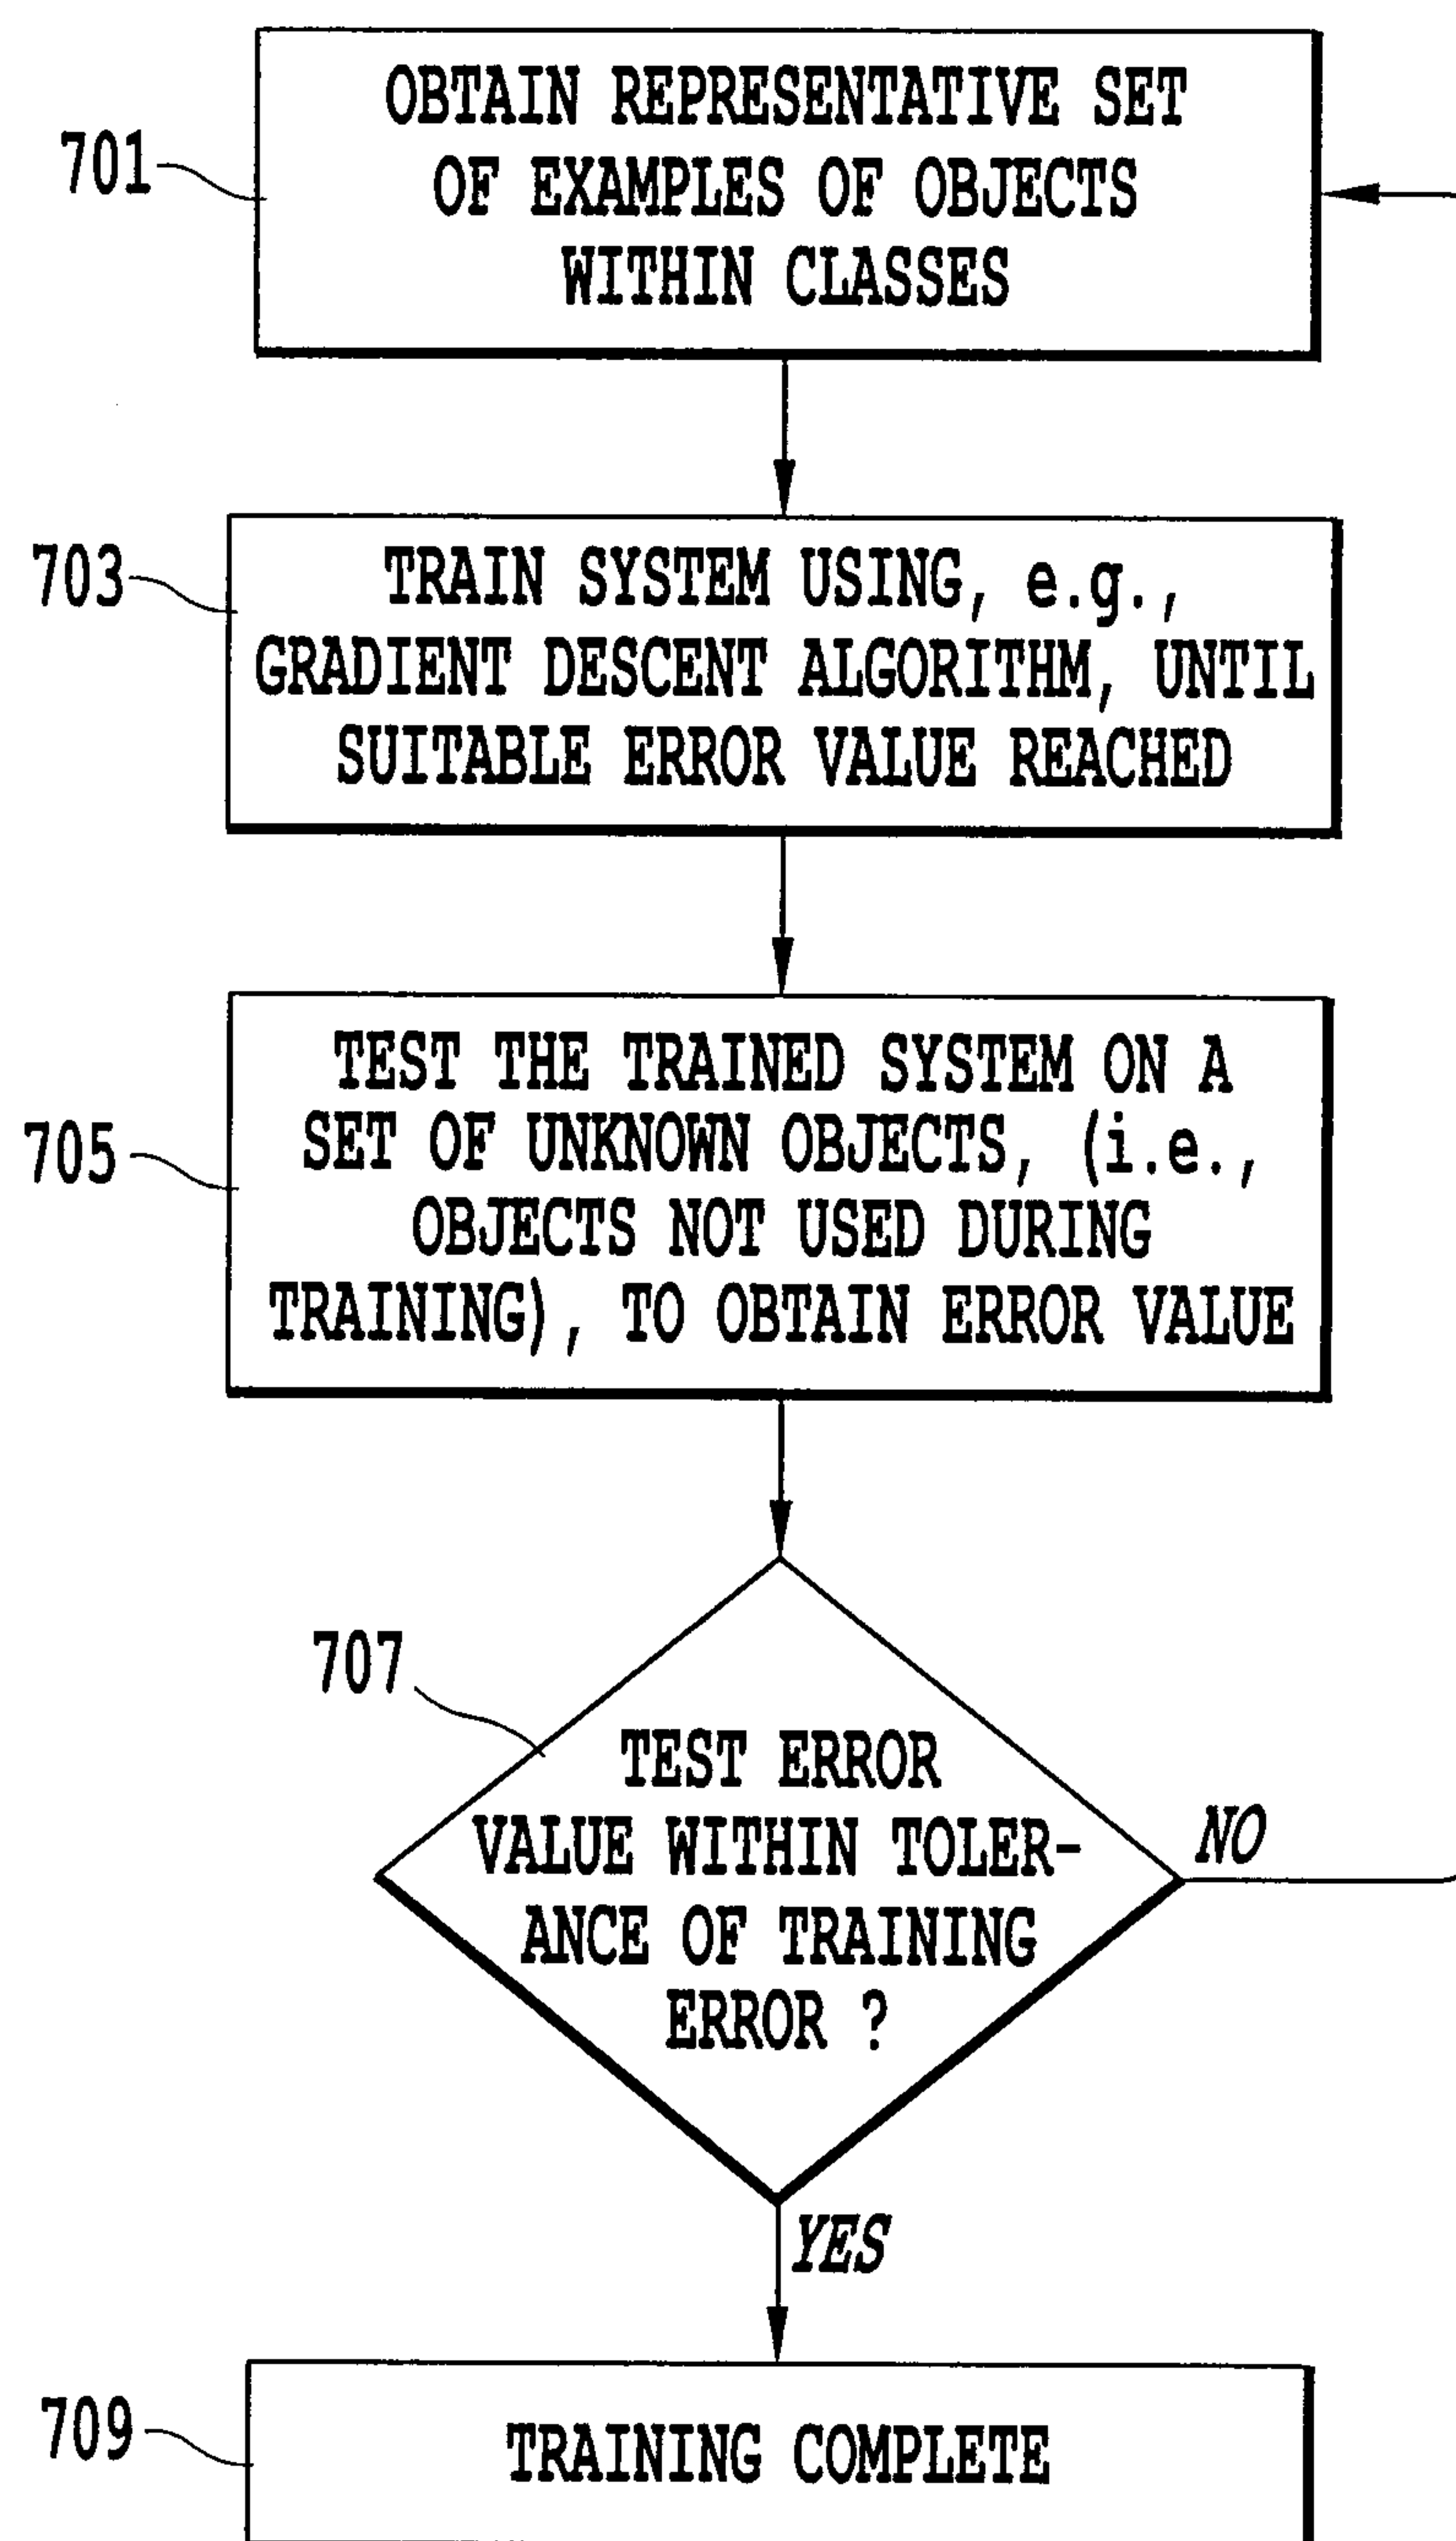 701
OBTAIN REPRESENTATIVE SET
OF EXAMPLES OF OBJECTS
WITHIN CLASSES
703
TRAIN SYSTEM USING, e.g.,
GRADIENT DESCENT ALGORITHM, UNTIL
SUITABLE ERROR VALUE REACHED
705
TEST THE TRAINED SYSTEM ON A
SET OF UNKNOWN OBJECTS, (i.e.,
OBJECTS NOT USED DURING
TRAINING), TO OBTAIN ERROR VALUE
707
TEST ERROR
VALUE WITHIN TOLER-
ANCE OF TRAINING
ERROR ?
NO
YES
709
TRAINING COMPLETE